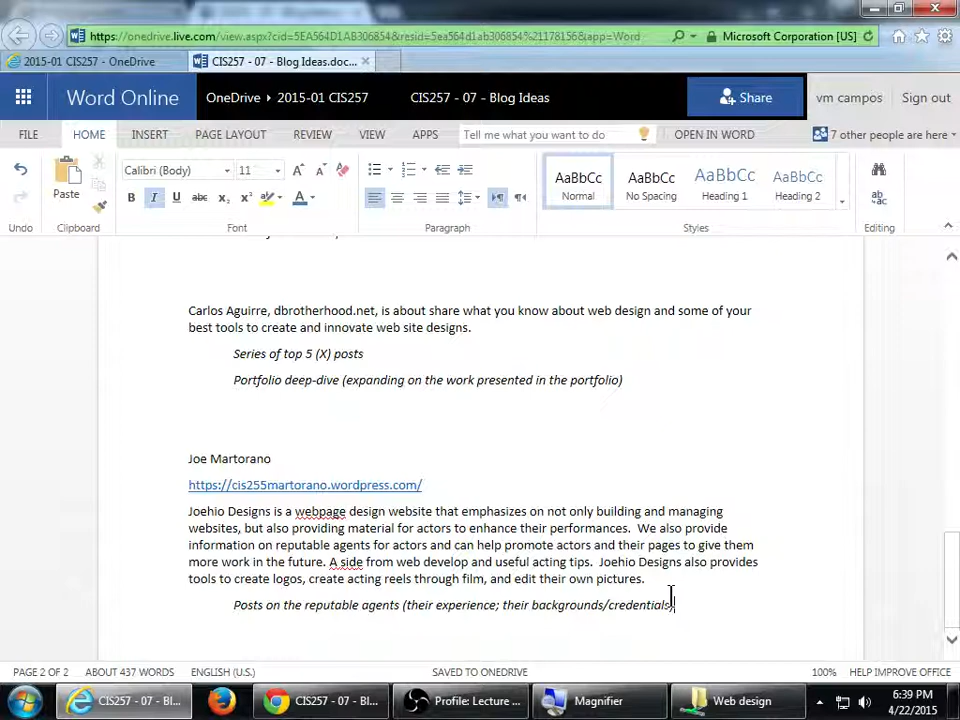 https://onedrive.live.com/view.aspx?cid=5EA564D1AB306854&resid=5ea564d1ab306854%21178156&app=Word
Microsoft Corporation [US]
2015-01 CIS257 - OneDrive
CIS257 - 07 - Blog Ideas.doc...
Word Online
OneDrive ▸ 2015-01 CIS257
CIS257 - 07 - Blog Ideas
Share
vm campos
Sign out
FILE HOME INSERT PAGE LAYOUT REVIEW VIEW APPS Tell me what you want to do OPEN IN WORD 7 other people are here
Calibri (Body) 11
Paste
B I U abc x₂ x² A
AaBbCc AaBbCc AaBbCc AaBbCc
Normal No Spacing Heading 1 Heading 2
Undo Clipboard Font Paragraph Styles Editing
Carlos Aguirre, dbrotherhood.net, is about share what you know about web design and some of your
best tools to create and innovate web site designs.
Series of top 5 (X) posts
Portfolio deep-dive (expanding on the work presented in the portfolio)
Joe Martorano
https://cis255martorano.wordpress.com/
Joehio Designs is a webpage design website that emphasizes on not only building and managing
websites, but also providing material for actors to enhance their performances.  We also provide
information on reputable agents for actors and can help promote actors and their pages to give them
more work in the future. A side from web develop and useful acting tips.  Joehio Designs also provides
tools to create logos, create acting reels through film, and edit their own pictures.
Posts on the reputable agents (their experience; their backgrounds/credentials)
PAGE 2 OF 2 ABOUT 437 WORDS ENGLISH (U.S.) SAVED TO ONEDRIVE 100% HELP IMPROVE OFFICE
CIS257 - 07 - Bl...
CIS257 - 07 - Bl...
Profile: Lecture ...
Magnifier
Web design
6:39 PM
4/22/2015